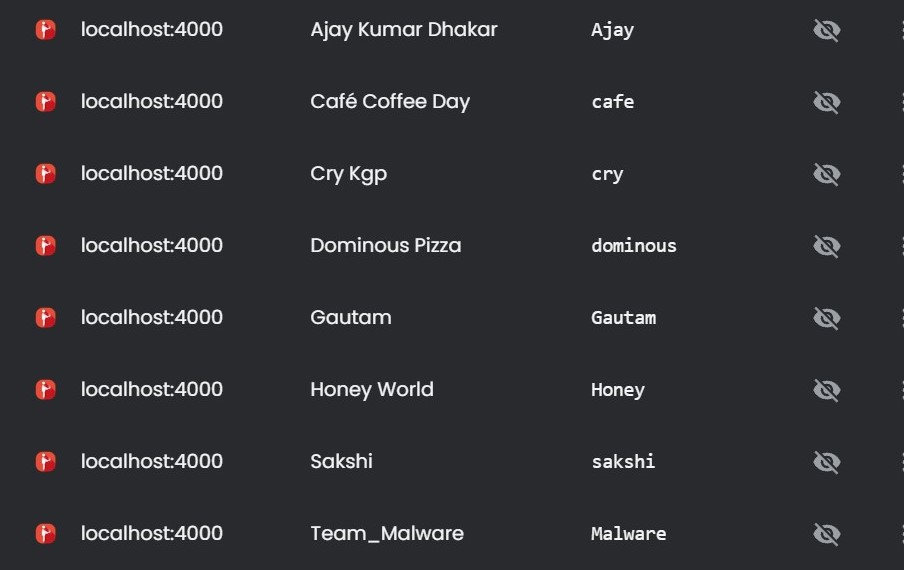 localhost:4000 Ajay Kumar Dhakar Ajay
localhost:4000 Café Coffee Day cafe
localhost:4000 Cry Kgp cry
localhost:4000 Dominous Pizza dominous
localhost:4000 Gautam Gautam
localhost:4000 Honey World Honey
localhost:4000 Sakshi sakshi
localhost:4000 Team_Malware Malware